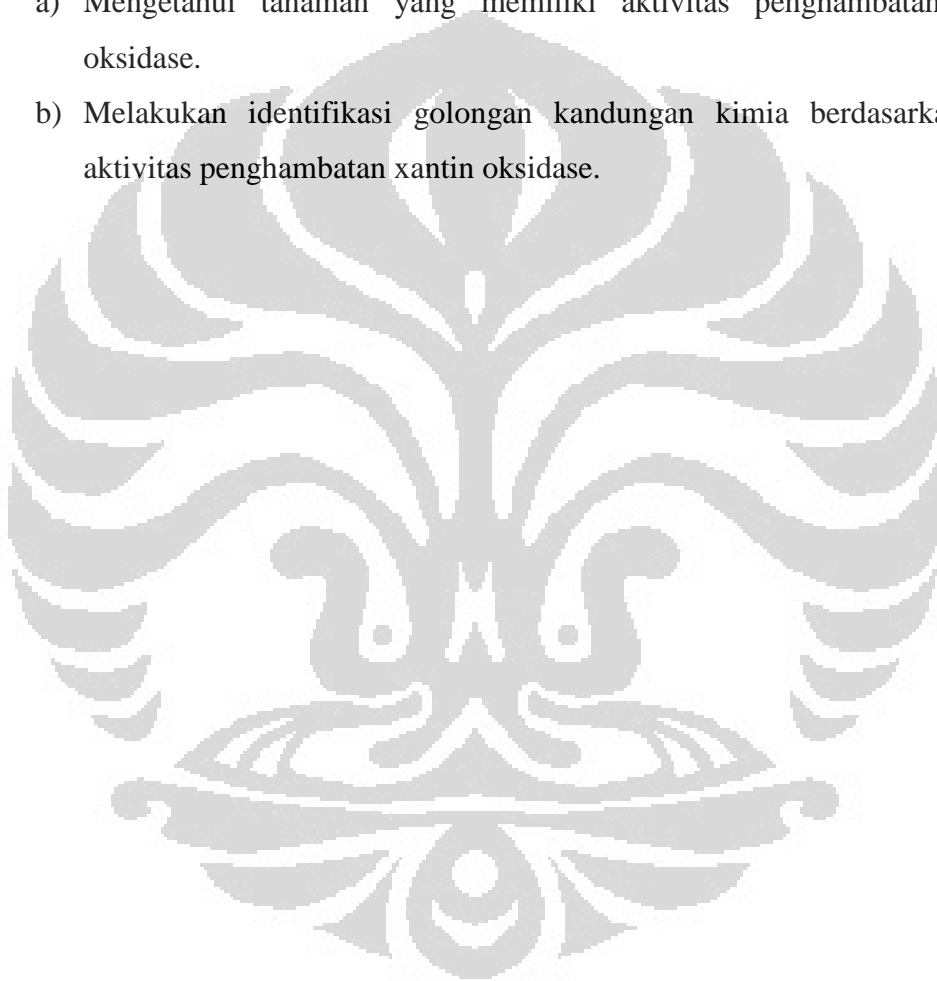 a) Mengetahui tanaman yang memiliki aktivitas penghambatan
oksidase.
b) Melakukan identifikasi golongan kandungan kimia berdasarka
aktivitas penghambatan xantin oksidase.